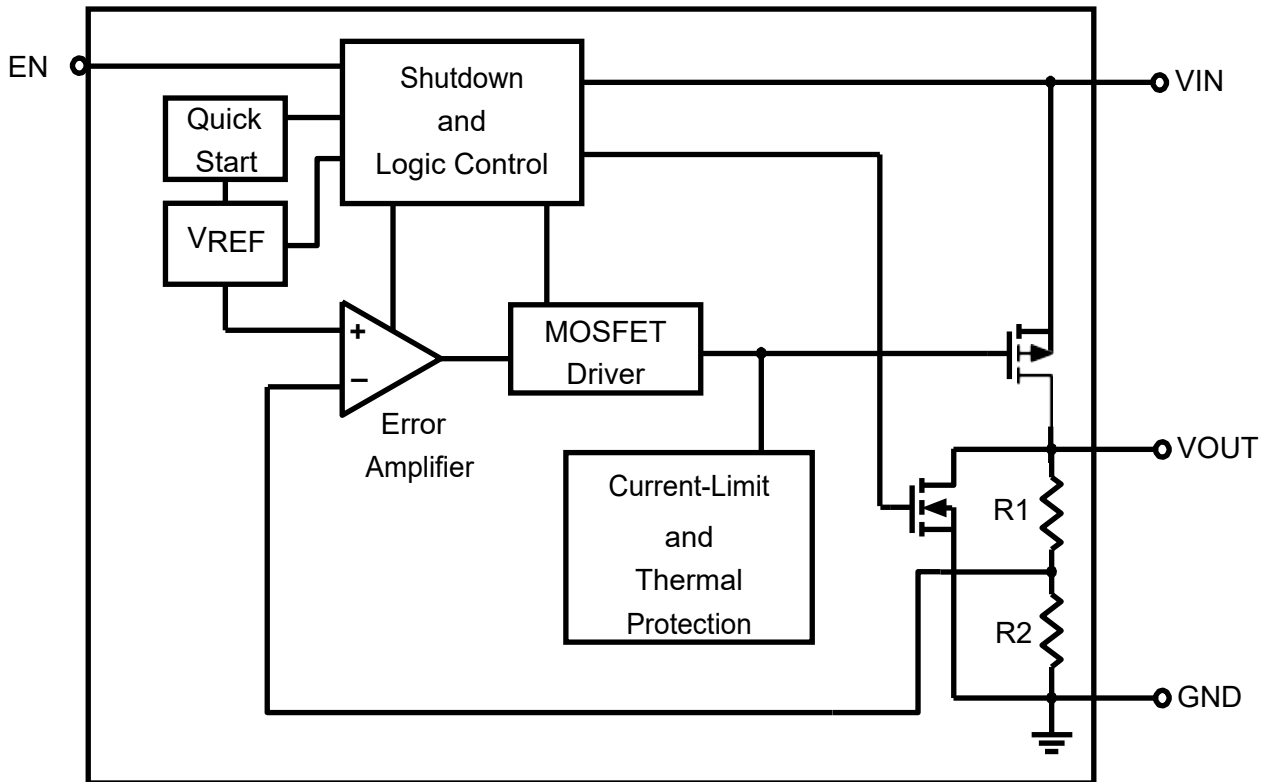 EN
Shutdown
and
Logic Control
VIN
Quick
Start
VREF
+
−
MOSFET
Driver
Error
Amplifier
VOUT
Current-Limit
and
Thermal
Protection
R1
R2
GND